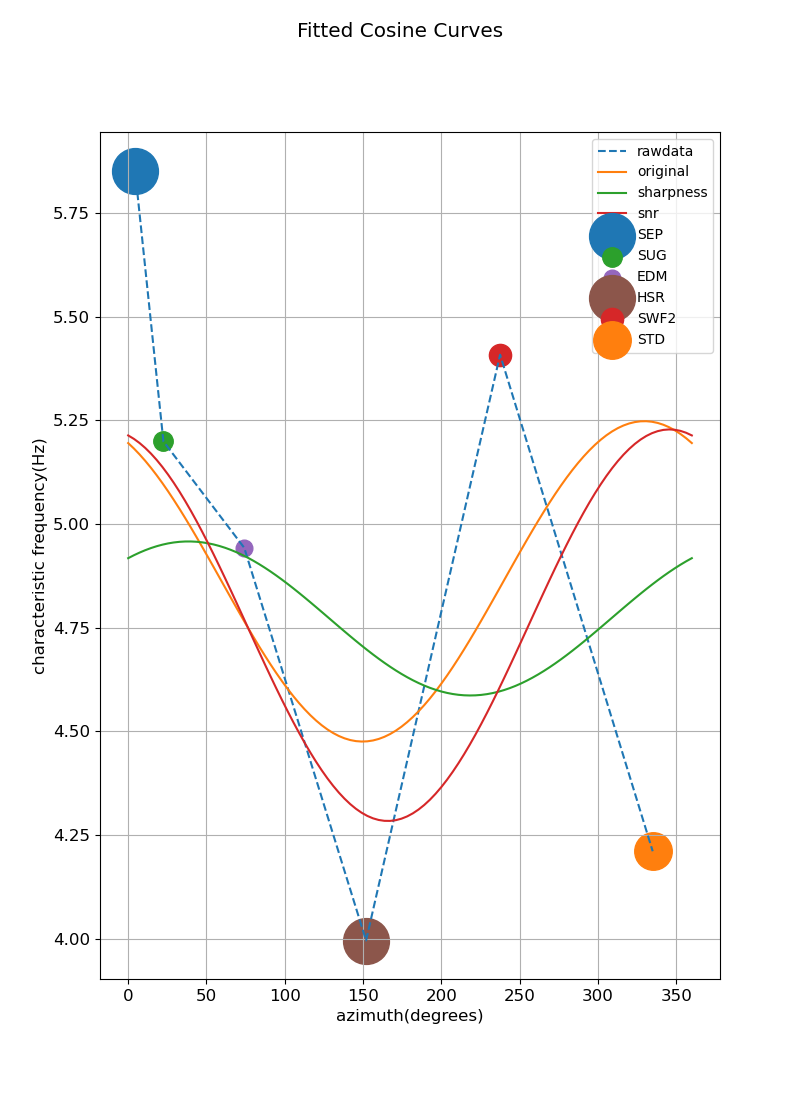 Fitted Cosine Curves
rawdata
original
sharpness
snr
SEP
SUG
EDM
HSR
SWF2
STD
characteristic frequency(Hz)
5.75
5.50
5.25
5.00
4.75
4.50
4.25
4.00
0 50 100 150 200 250 300 350
azimuth(degrees)